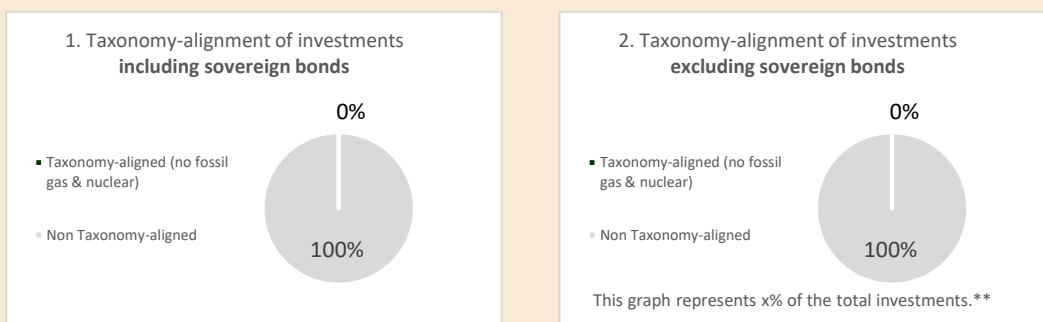 1. Taxonomy-alignment of investments
including sovereign bonds
0%
Taxonomy-aligned (no fossil
gas & nuclear)
Non Taxonomy-aligned
100%
2. Taxonomy-alignment of investments
excluding sovereign bonds
0%
Taxonomy-aligned (no fossil
gas & nuclear)
Non Taxonomy-aligned
100%
This graph represents x% of the total investments.**